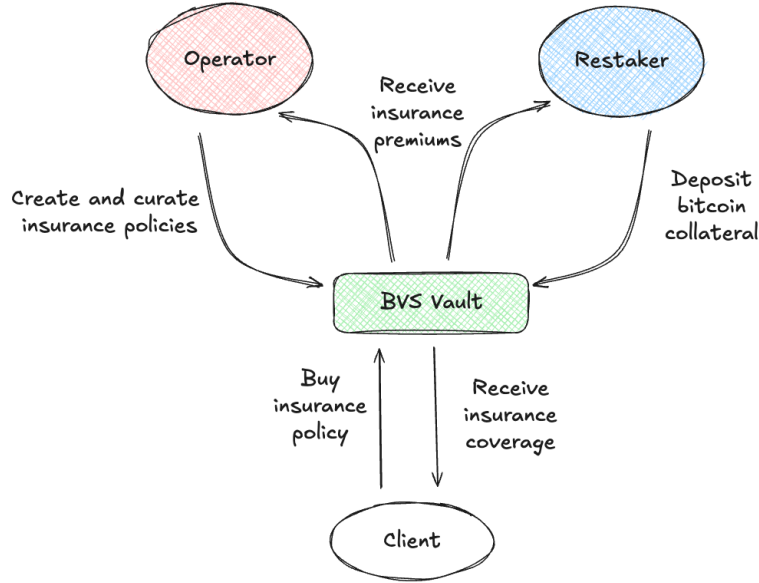 Operator
Restaker
Receive
insurance
premiums
Create and curate
insurance policies
Deposit
bitcoin
collateral
BVS Vault
Buy
insurance
policy
Receive
insurance
coverage
Client